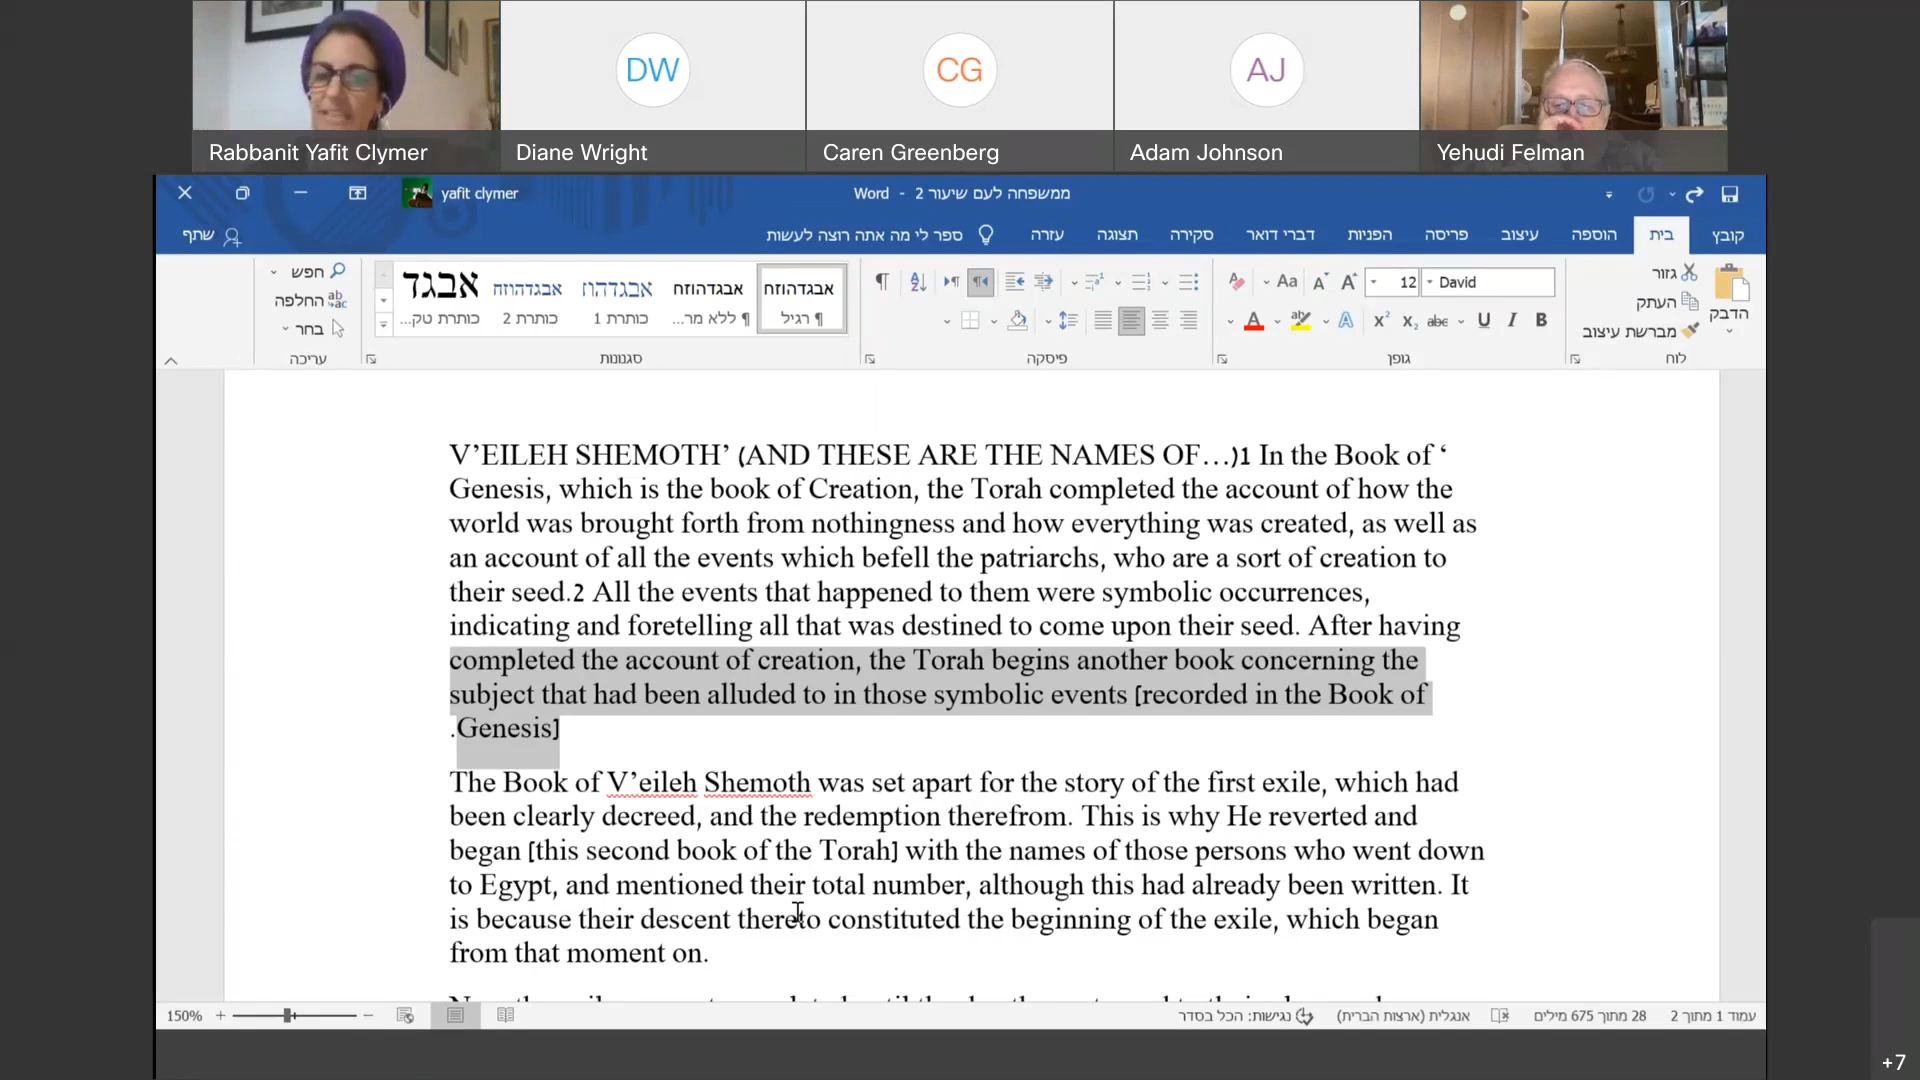 DW
CG
AJ
Rabbanit Yafit Clymer
Diane Wright
Caren Greenberg
Adam Johnson
Yehudi Felman
yafit clymer
ממשפחה לעם שיעור 2 - Word
קובץ
בית
הוספה
עיצוב
פריסה
הפניות
דברי דואר
סקירה
תצוגה
עזרה
ספר לי מה אתה רוצה לעשות
שתף
גזור
העתק
מברשת עיצוב
הדבק
לוח
David
12
Aa
גופן
פיסקה
אבגדהוזח
¶ רגיל
אבגדהוזח
¶ ללא מר...
אבגדהוז
כותרת 1
אבגדהוזח
כותרת 2
אבגד
כותרת טק...
סגנונות
חפש
החלפה
בחר
עריכה
V’EILEH SHEMOTH’ (AND THESE ARE THE NAMES OF…)1 In the Book of ‘
Genesis, which is the book of Creation, the Torah completed the account of how the
world was brought forth from nothingness and how everything was created, as well as
an account of all the events which befell the patriarchs, who are a sort of creation to
their seed.2 All the events that happened to them were symbolic occurrences,
indicating and foretelling all that was destined to come upon their seed. After having
completed the account of creation, the Torah begins another book concerning the
subject that had been alluded to in those symbolic events [recorded in the Book of
.Genesis]
The Book of V’eileh Shemoth was set apart for the story of the first exile, which had
been clearly decreed, and the redemption therefrom. This is why He reverted and
began [this second book of the Torah] with the names of those persons who went down
to Egypt, and mentioned their total number, although this had already been written. It
is because their descent thereto constituted the beginning of the exile, which began
from that moment on.
עמוד 1 מתוך 2
28 מתוך 675 מילים
אנגלית (ארצות הברית)
נגישות: הכל בסדר
150%
+7